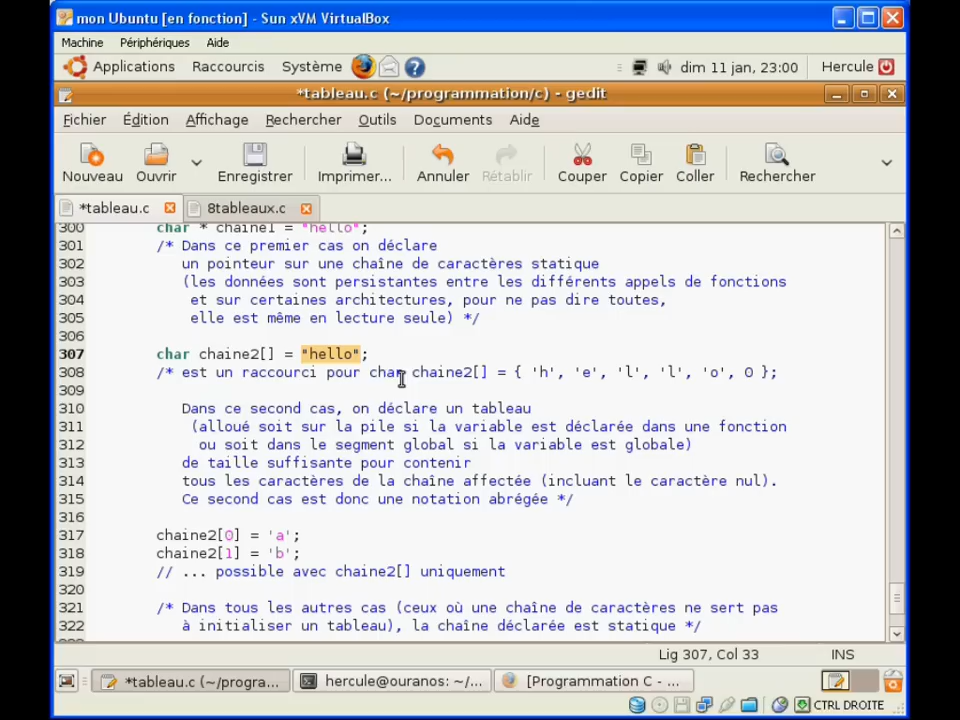 mon Ubuntu [en fonction] - Sun xVM VirtualBox
Machine Périphériques Aide
Applications Raccourcis Système dim 11 jan, 23:00 Hercule
*tableau.c (~/programmation/c) - gedit
Fichier Édition Affichage Rechercher Outils Documents Aide
Nouveau Ouvrir Enregistrer Imprimer... Annuler Rétablir Couper Copier Coller Rechercher
*tableau.c 8tableaux.c
300 char * chaine1 = "hello";
301 /* Dans ce premier cas on déclare
302 un pointeur sur une chaîne de caractères statique
303 (les données sont persistantes entre les différents appels de fonctions
304 et sur certaines architectures, pour ne pas dire toutes,
305 elle est même en lecture seule) */
306
307 char chaine2[] = "hello";
308 /* est un raccourci pour char chaine2[] = { 'h', 'e', 'l', 'l', 'o', 0 };
309
310 Dans ce second cas, on déclare un tableau
311 (alloué soit sur la pile si la variable est déclarée dans une fonction
312 ou soit dans le segment global si la variable est globale)
313 de taille suffisante pour contenir
314 tous les caractères de la chaîne affectée (incluant le caractère nul).
315 Ce second cas est donc une notation abrégée */
316
317 chaine2[0] = 'a';
318 chaine2[1] = 'b';
319 // ... possible avec chaine2[] uniquement
320
321 /* Dans tous les autres cas (ceux où une chaîne de caractères ne sert pas
322 à initialiser un tableau), la chaîne déclarée est statique */
Lig 307, Col 33 INS
*tableau.c (~/progra... hercule@ouranos: ~/... [Programmation C - ...
CTRL DROITE